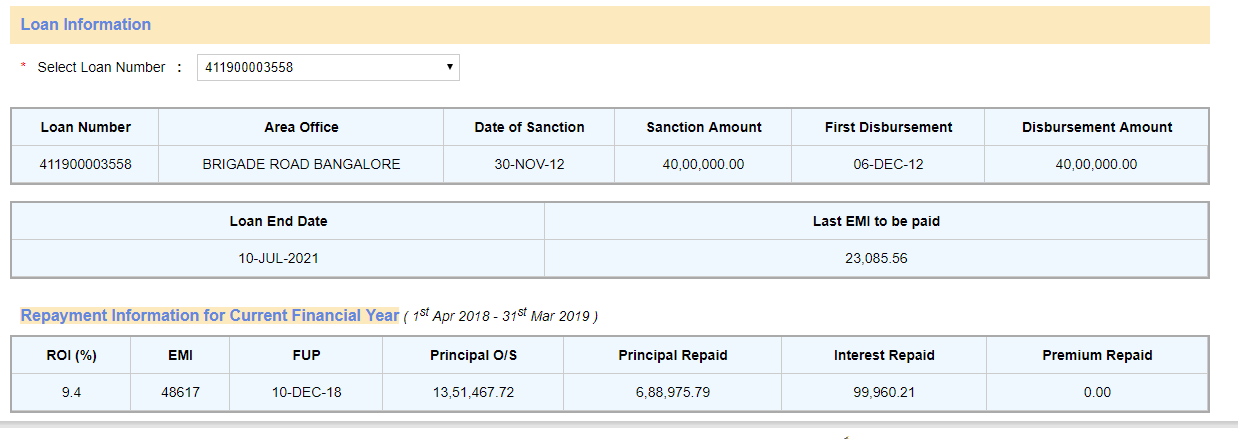 Loan Information
* Select Loan Number : 411900003558
Loan Number Area Office Date of Sanction Sanction Amount First Disbursement Disbursement Amount
411900003558 BRIGADE ROAD BANGALORE 30-NOV-12 40,00,000.00 06-DEC-12 40,00,000.00
Loan End Date Last EMI to be paid
10-JUL-2021 23,085.56
Repayment Information for Current Financial Year ( 1st Apr 2018 - 31st Mar 2019 )
ROI (%) EMI FUP Principal O/S Principal Repaid Interest Repaid Premium Repaid
9.4 48617 10-DEC-18 13,51,467.72 6,88,975.79 99,960.21 0.00